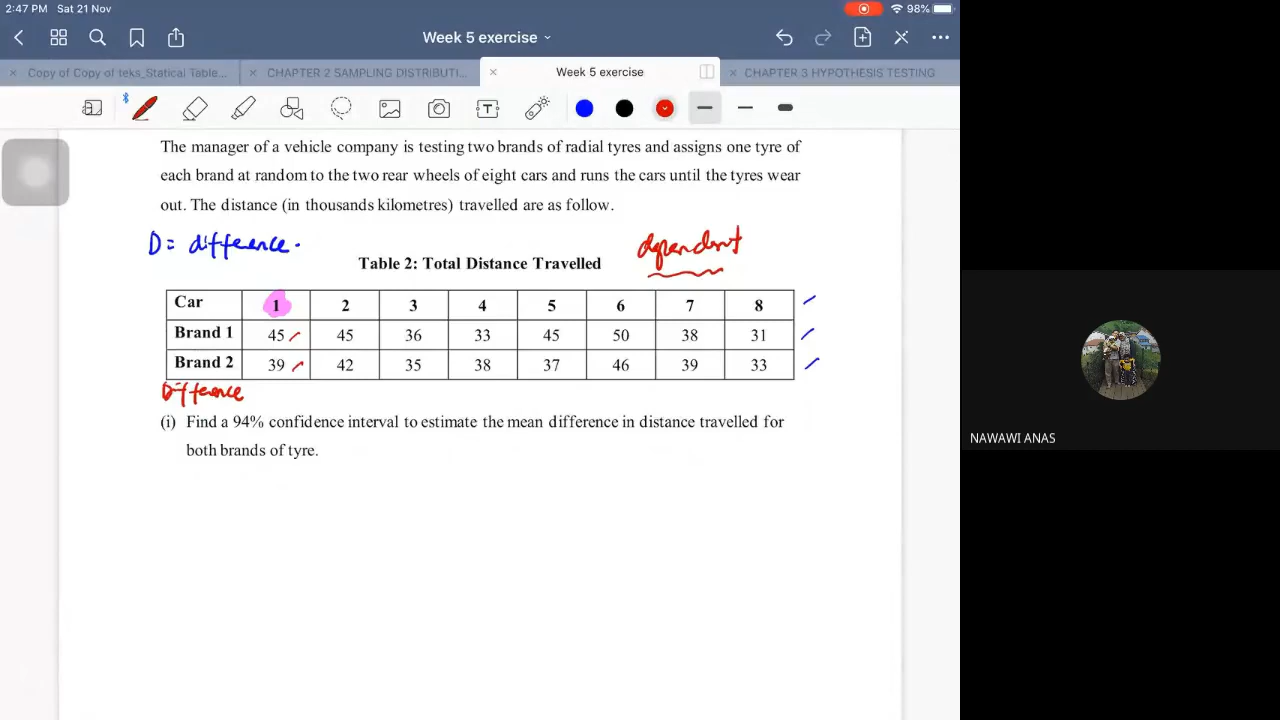 2:47 PM Sat 21 Nov
98%
Week 5 exercise
Copy of Copy of teks_Statical Table...
CHAPTER 2 SAMPLING DISTRIBUTI...
Week 5 exercise
CHAPTER 3 HYPOTHESIS TESTING
The manager of a vehicle company is testing two brands of radial tyres and assigns one tyre of
each brand at random to the two rear wheels of eight cars and runs the cars until the tyres wear
out. The distance (in thousands kilometres) travelled are as follow.
D = difference.
dependent
Table 2: Total Distance Travelled
Car 1 2 3 4 5 6 7 8
Brand 1 45 45 36 33 45 50 38 31
Brand 2 39 42 35 38 37 46 39 33
Difference
(i) Find a 94% confidence interval to estimate the mean difference in distance travelled for
both brands of tyre.
NAWAWI ANAS